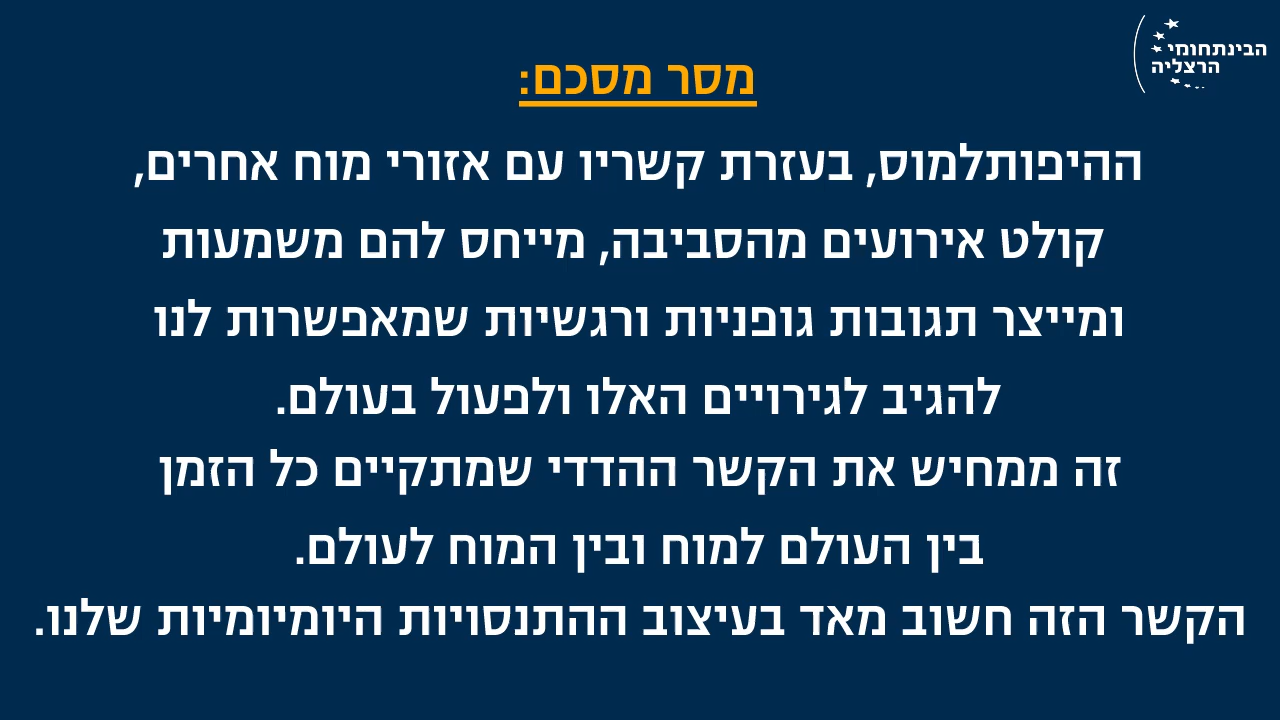 הבינתחומי
הרצליה
מסר מסכם:
ההיפותלמוס, בעזרת קשריו עם אזורי מוח אחרים,
קולט אירועים מהסביבה, מייחס להם משמעות
ומייצר תגובות גופניות ורגשיות שמאפשרות לנו
להגיב לגירויים האלו ולפעול בעולם.
זה ממחיש את הקשר ההדדי שמתקיים כל הזמן
בין העולם למוח ובין המוח לעולם.
הקשר הזה חשוב מאד בעיצוב ההתנסויות היומיומיות שלנו.